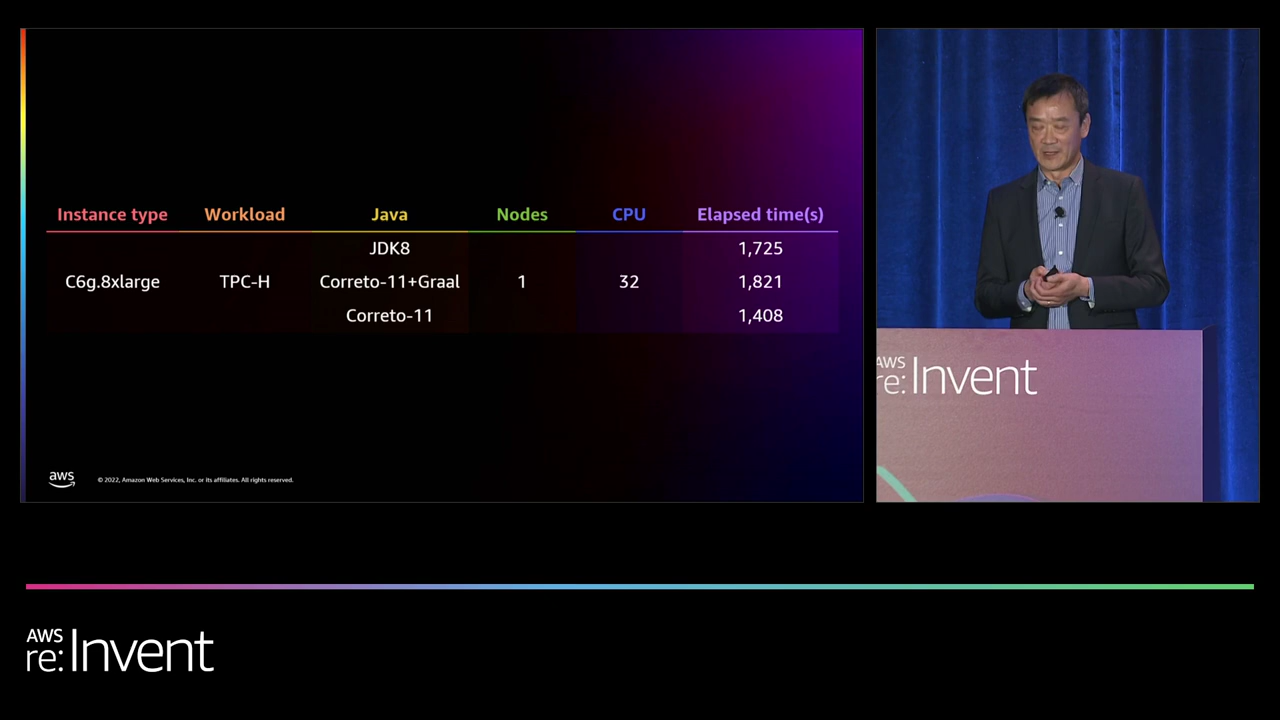 Instance type Workload Java Nodes CPU Elapsed time(s)
JDK8 1,725
C6g.8xlarge TPC-H Correto-11+Graal 1 32 1,821
Correto-11 1,408
aws © 2022, Amazon Web Services, Inc. or its affiliates. All rights reserved.
AWS
re:Invent
AWS
re:Invent